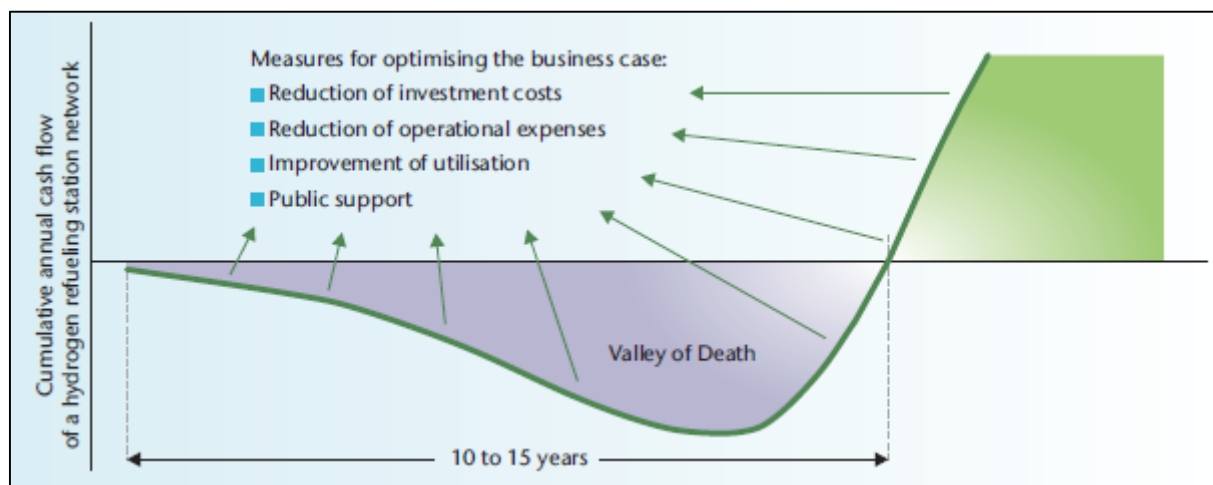 Cumulative annual cash flow
of a hydrogen refueling station network
Measures for optimising the business case:
Reduction of investment costs
Reduction of operational expenses
Improvement of utilisation
Public support
Valley of Death
10 to 15 years